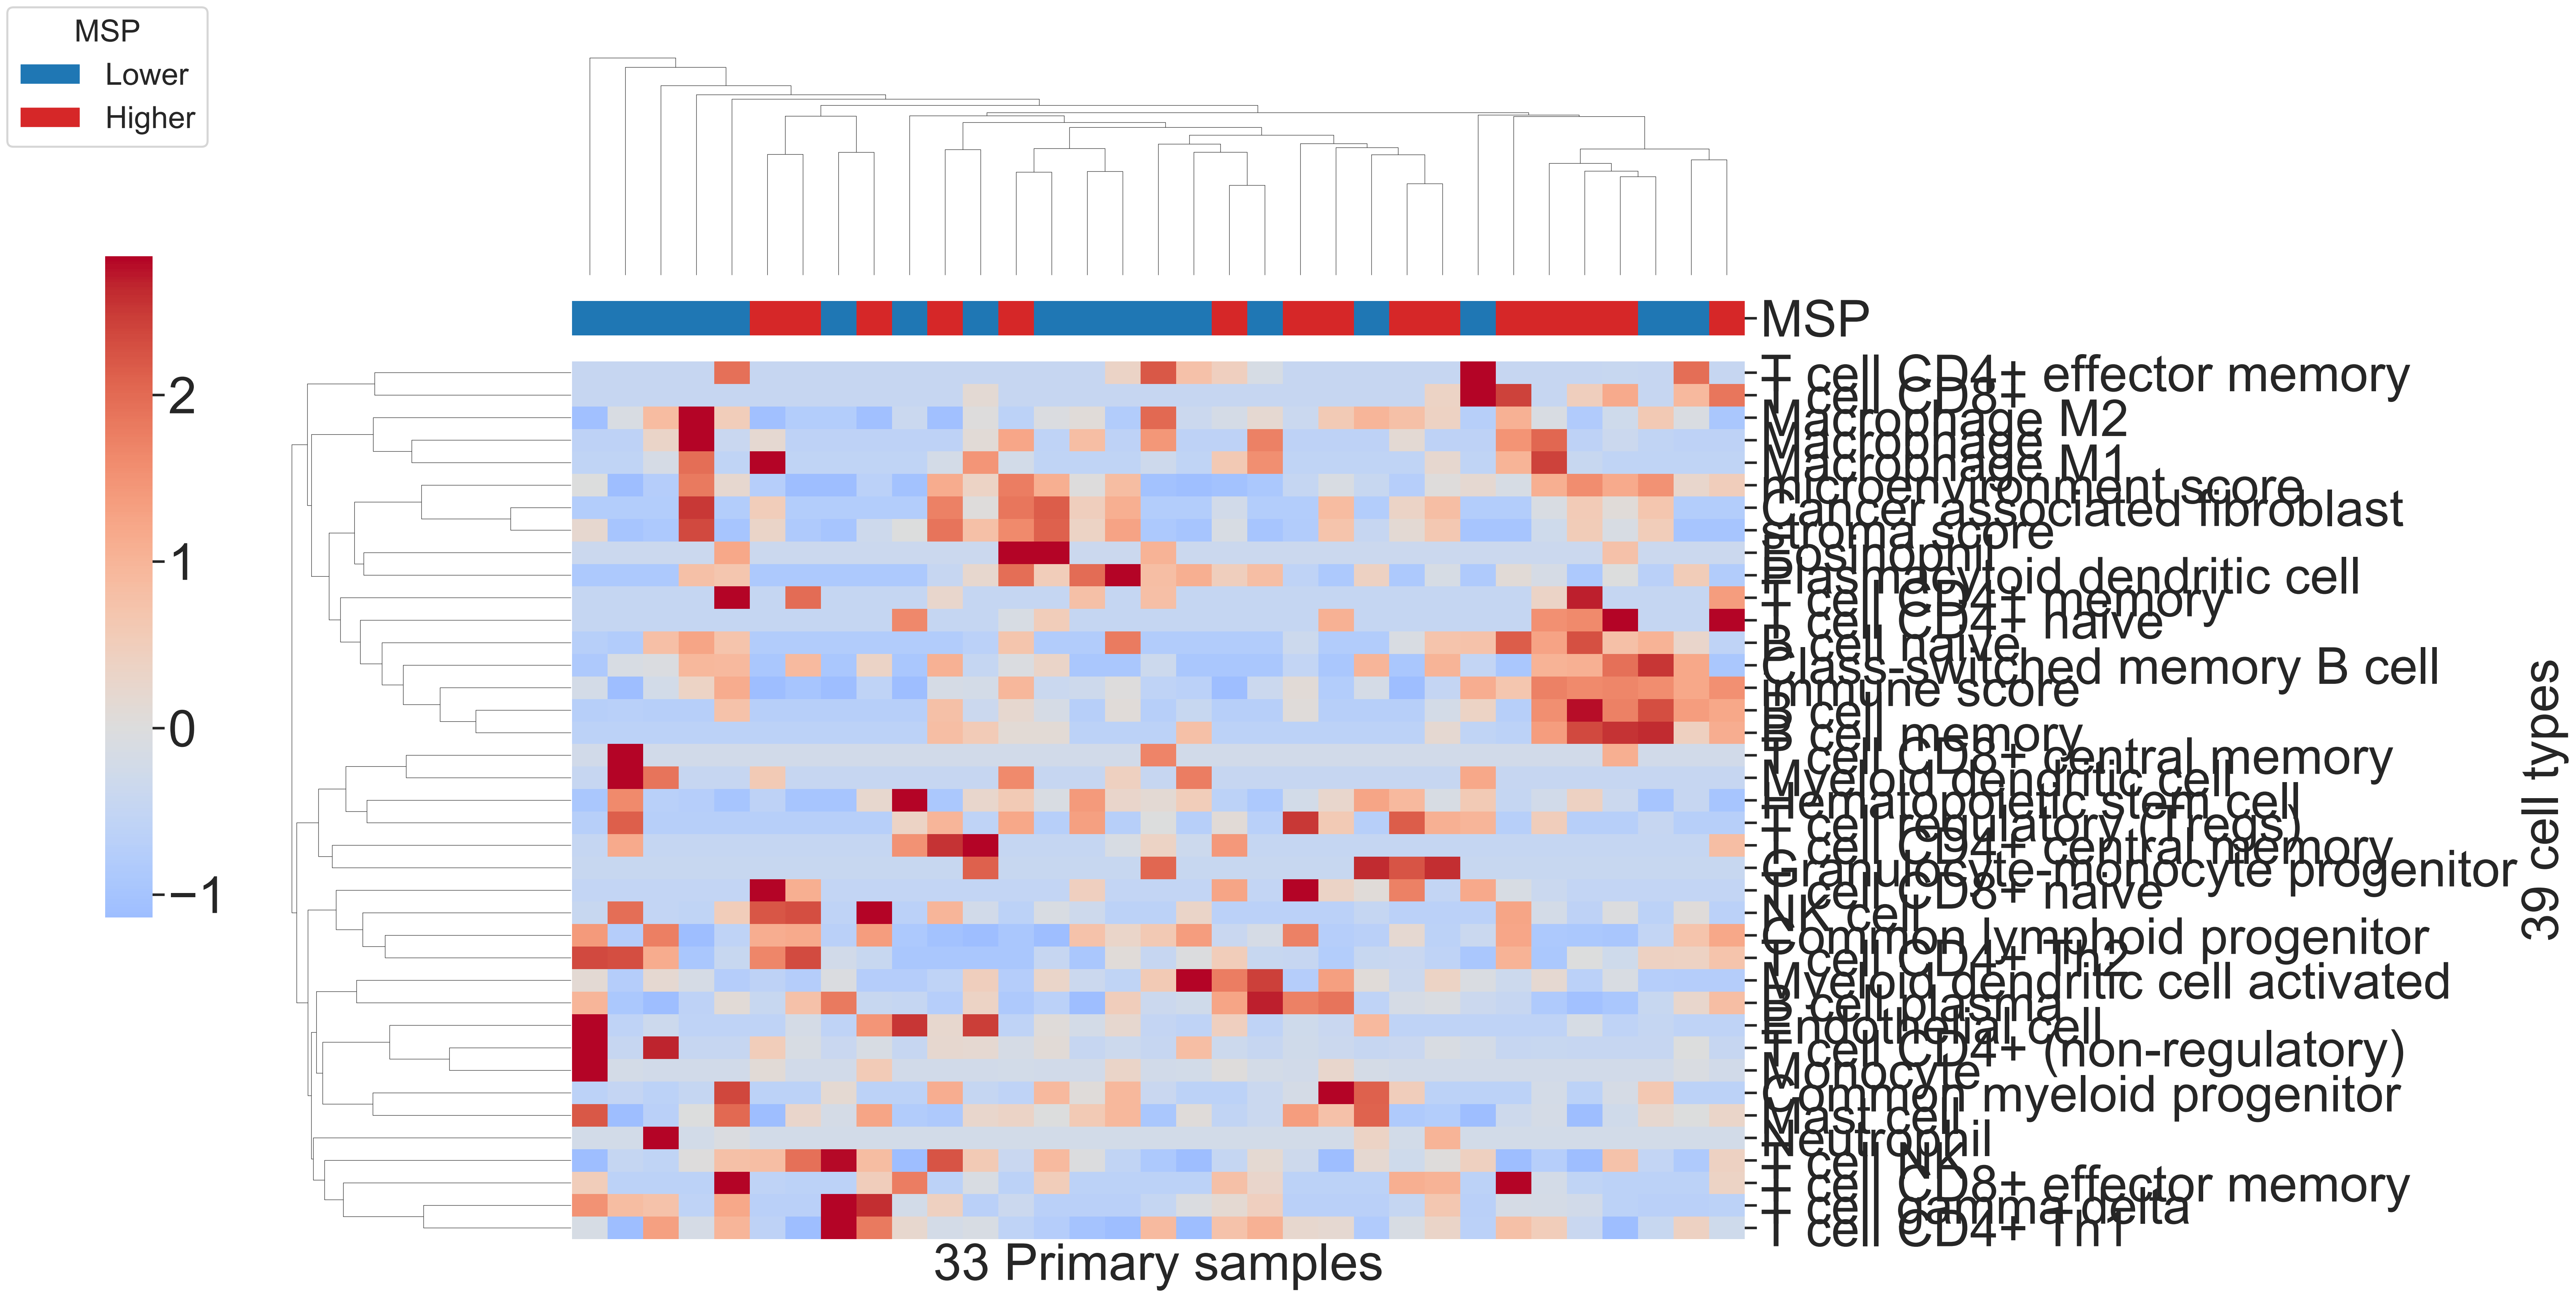 MSP
Lower
Higher
2
1
0
−1
MSP
T cell CD4+ effector memory
T cell CD8+
Macrophage M2
Macrophage
Macrophage M1
microenvironment score
Cancer associated fibroblast
stroma score
Eosinophil
Plasmacytoid dendritic cell
T cell CD4+ memory
T cell CD4+ naive
B cell naive
Class-switched memory B cell
immune score
B cell
B cell memory
T cell CD8+ central memory
Myeloid dendritic cell
Hematopoietic stem cell
T cell regulatory (Tregs)
T cell CD4+ central memory
Granulocyte-monocyte progenitor
T cell CD8+ naive
NK cell
Common lymphoid progenitor
T cell CD4+ Th2
Myeloid dendritic cell activated
B cell plasma
Endothelial cell
T cell CD4+ (non-regulatory)
Monocyte
Common myeloid progenitor
Mast cell
Neutrophil
T cell NK
T cell CD8+ effector memory
T cell gamma delta
T cell CD4+ Th1
39 cell types
33 Primary samples